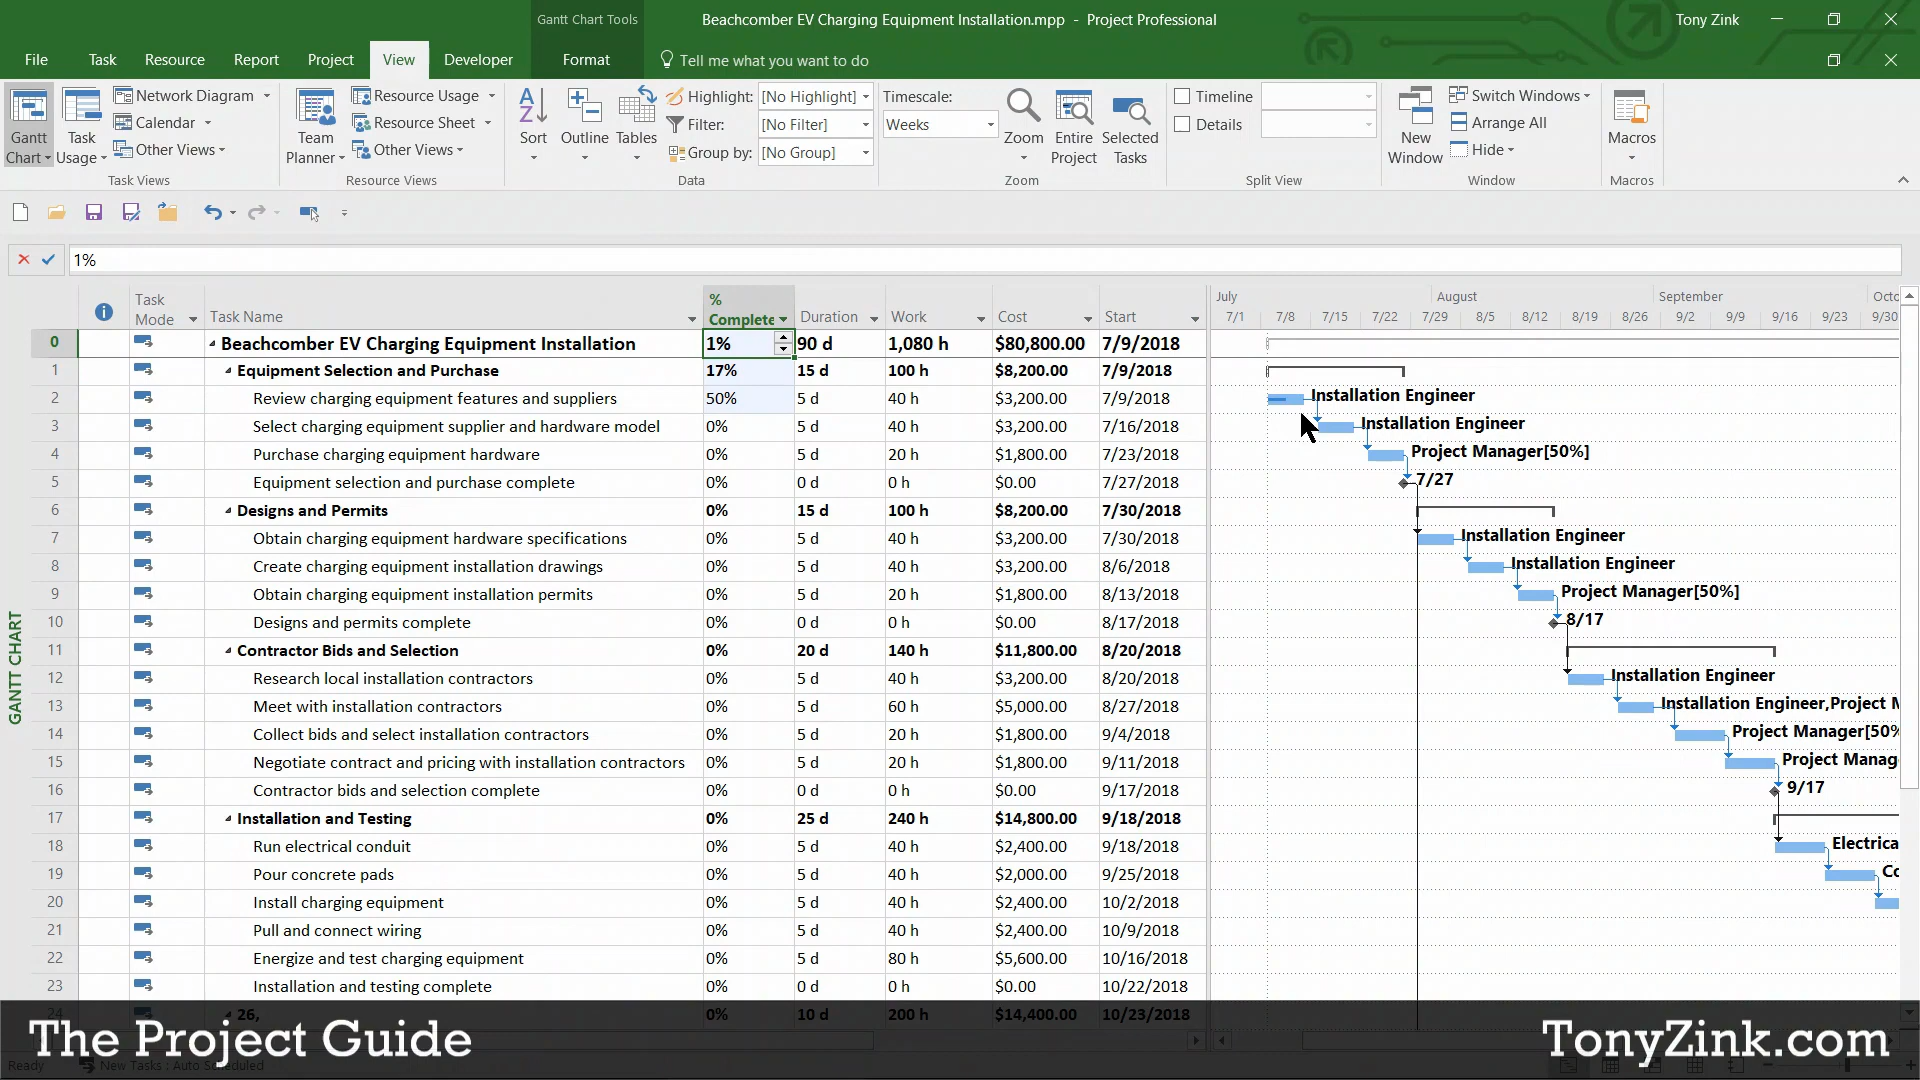 Gantt Chart Tools
Beachcomber EV Charging Equipment Installation.mpp - Project Professional
Tony Zink
File Task Resource Report Project View Developer Format Tell me what you want to do
Gantt Chart
Task Usage
Network Diagram
Calendar
Other Views
Task Views
Team Planner
Resource Usage
Resource Sheet
Other Views
Resource Views
A Z
Sort
Outline
Tables
Highlight: [No Highlight]
Filter: [No Filter]
Group by: [No Group]
Data
Timescale:
Weeks
Zoom
Entire Project
Selected Tasks
Zoom
Timeline
Details
Split View
New Window
Switch Windows
Arrange All
Hide
Window
Macros
Macros
1%
Task Mode Task Name % Complete Duration Work Cost Start
July August September Octo
7/1 7/8 7/15 7/22 7/29 8/5 8/12 8/19 8/26 9/2 9/9 9/16 9/23 9/30
0 Beachcomber EV Charging Equipment Installation 1% 90 d 1,080 h $80,800.00 7/9/2018
1 Equipment Selection and Purchase 17% 15 d 100 h $8,200.00 7/9/2018
2 Review charging equipment features and suppliers 50% 5 d 40 h $3,200.00 7/9/2018 Installation Engineer
3 Select charging equipment supplier and hardware model 0% 5 d 40 h $3,200.00 7/16/2018 Installation Engineer
4 Purchase charging equipment hardware 0% 5 d 20 h $1,800.00 7/23/2018 Project Manager[50%]
5 Equipment selection and purchase complete 0% 0 d 0 h $0.00 7/27/2018 7/27
6 Designs and Permits 0% 15 d 100 h $8,200.00 7/30/2018
7 Obtain charging equipment hardware specifications 0% 5 d 40 h $3,200.00 7/30/2018 Installation Engineer
8 Create charging equipment installation drawings 0% 5 d 40 h $3,200.00 8/6/2018 Installation Engineer
9 Obtain charging equipment installation permits 0% 5 d 20 h $1,800.00 8/13/2018 Project Manager[50%]
10 Designs and permits complete 0% 0 d 0 h $0.00 8/17/2018 8/17
11 Contractor Bids and Selection 0% 20 d 140 h $11,800.00 8/20/2018
12 Research local installation contractors 0% 5 d 40 h $3,200.00 8/20/2018 Installation Engineer
13 Meet with installation contractors 0% 5 d 60 h $5,000.00 8/27/2018 Installation Engineer,Project M
14 Collect bids and select installation contractors 0% 5 d 20 h $1,800.00 9/4/2018 Project Manager[50%
15 Negotiate contract and pricing with installation contractors 0% 5 d 20 h $1,800.00 9/11/2018 Project Manag
16 Contractor bids and selection complete 0% 0 d 0 h $0.00 9/17/2018 9/17
17 Installation and Testing 0% 25 d 240 h $14,800.00 9/18/2018
18 Run electrical conduit 0% 5 d 40 h $2,400.00 9/18/2018 Electrica
19 Pour concrete pads 0% 5 d 40 h $2,000.00 9/25/2018 Co
20 Install charging equipment 0% 5 d 40 h $2,400.00 10/2/2018
21 Pull and connect wiring 0% 5 d 40 h $2,400.00 10/9/2018
22 Energize and test charging equipment 0% 5 d 80 h $5,600.00 10/16/2018
23 Installation and testing complete 0% 0 d 0 h $0.00 10/22/2018
24 26, 0% 10 d 200 h $14,400.00 10/23/2018
GANTT CHART
The Project Guide
TonyZink.com
Ready New Tasks : Auto Scheduled